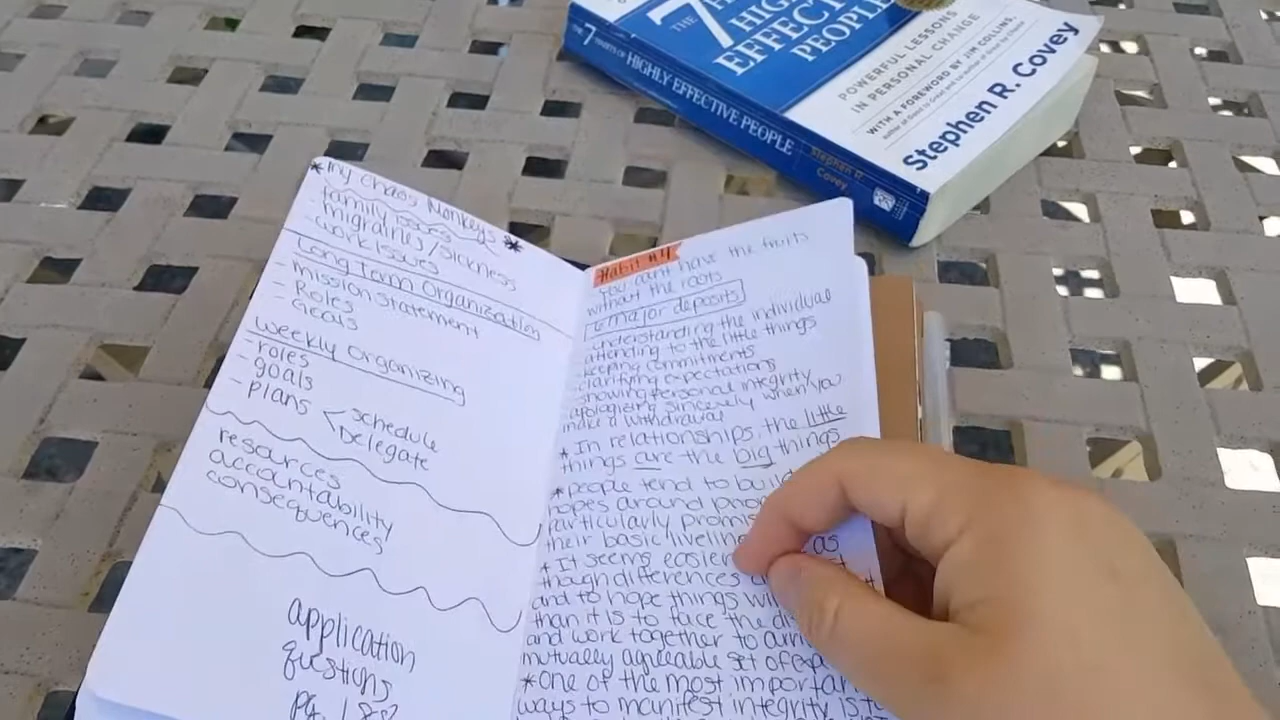 THE 7 HIGHLY EFFECTIVE PEOPLE
POWERFUL LESSONS
IN PERSONAL CHANGE
WITH A FOREWORD BY JIM COLLINS,
Stephen R. Covey
THE 7 HABITS OF HIGHLY EFFECTIVE PEOPLE
Stephen R.
Covey
*my Chaos Monkeys*
family issues
- migraines/sickness
work issues
Long Term Organization
- Mission Statement
- Roles
- Goals
Weekly Organizing
- roles
- goals
- plans < schedule
Delegate
resources
accountability
consequences
application
questions
pg. 182
Habit #4
you cant have the fruits
without the roots
6 major deposits
understanding the individual
attending to the little things
keeping commitments
clarifying expectations
showing personal integrity
apologizing sincerely when you
make a withdrawal
* In relationships, the little
things are the big things
*people tend to build
hopes around
particularly
their basic
* It seems easier as
though differences
and to hope things
than it is to face the
and work together to
mutually agreeable set of
*One of the most
ways to manifest integrity is to